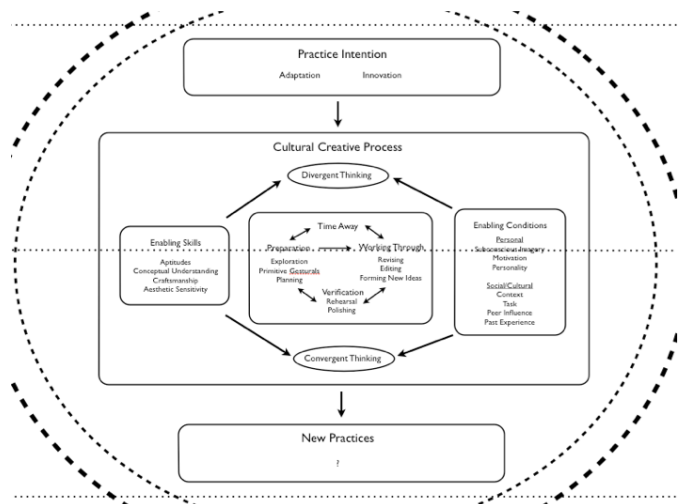 Practice Intention
Adaptation Innovation
Cultural Creative Process
Divergent Thinking
Enabling Skills
Aptitudes
Conceptual Understanding
Craftsmanship
Aesthetic Sensitivity
Time Away
Preparation
Exploration
Primitive Gesturals
Planning
Working Through
Revising
Editing
Forming New Ideas
Verification
Rehearsal
Polishing
Enabling Conditions
Personal
Subconscious Imagery
Motivation
Personality
Social/Cultural
Context
Task
Peer Influence
Past Experience
Convergent Thinking
New Practices
?